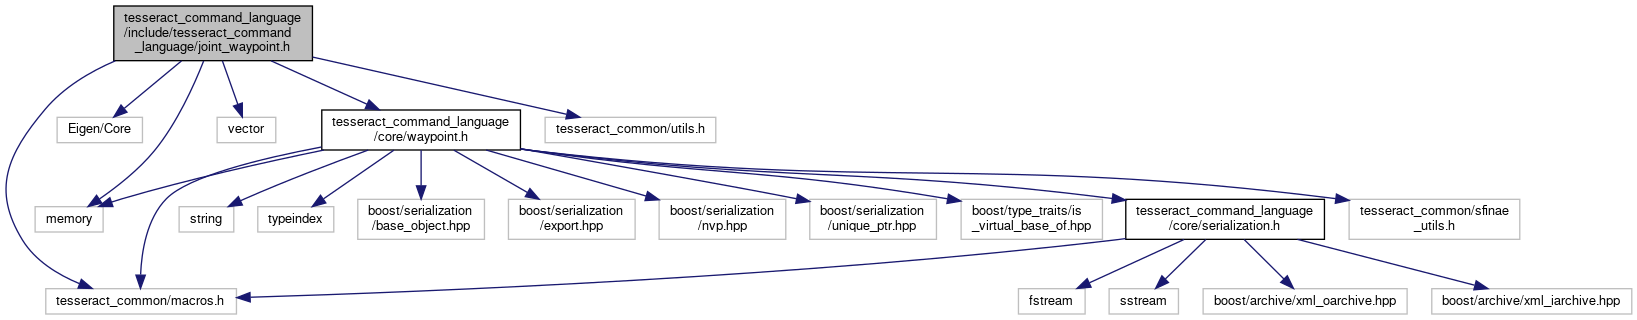 tesseract_command_language
/include/tesseract_command
_language/joint_waypoint.h
Eigen/Core
vector
tesseract_command_language
/core/waypoint.h
tesseract_common/utils.h
memory
string
typeindex
boost/serialization
/base_object.hpp
boost/serialization
/export.hpp
boost/serialization
/nvp.hpp
boost/serialization
/unique_ptr.hpp
boost/type_traits/is
_virtual_base_of.hpp
tesseract_command_language
/core/serialization.h
tesseract_common/sfinae
_utils.h
tesseract_common/macros.h
fstream
sstream
boost/archive/xml_oarchive.hpp
boost/archive/xml_iarchive.hpp